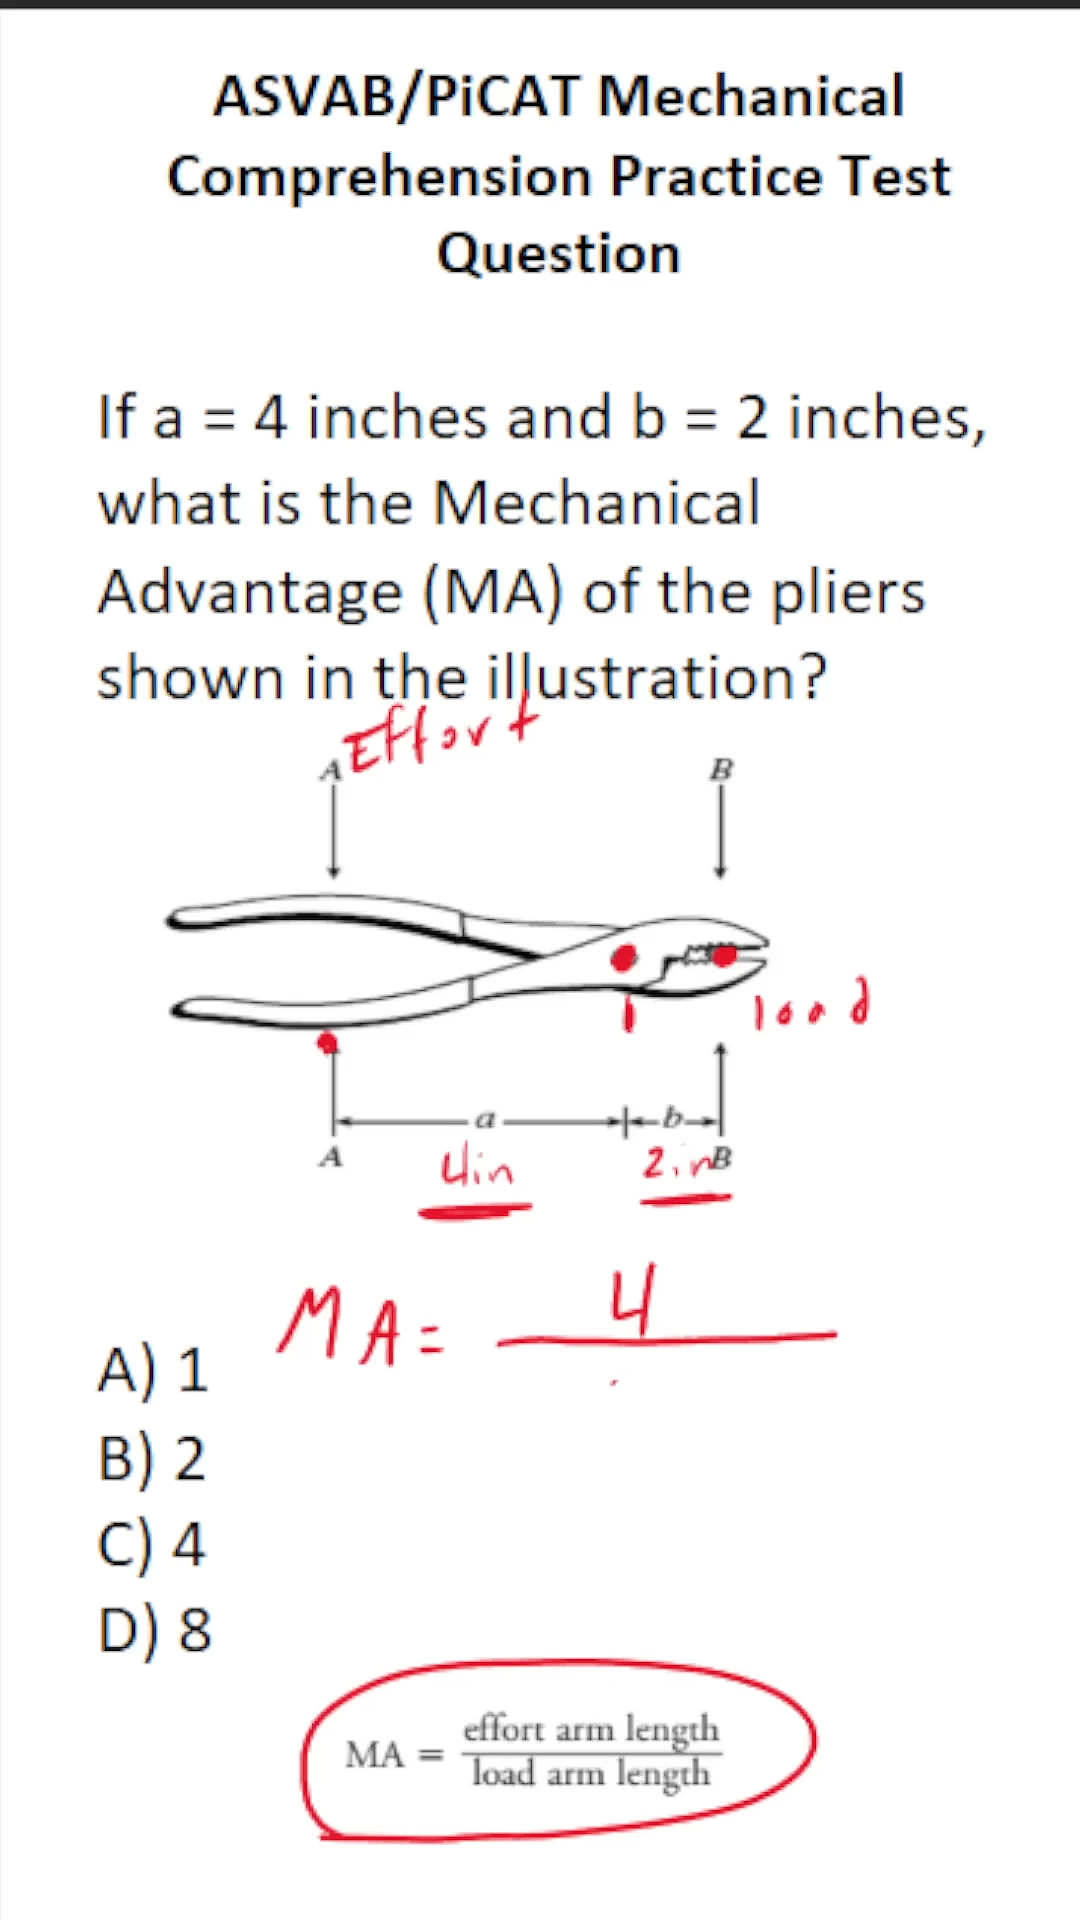 ASVAB/PiCAT Mechanical
Comprehension Practice Test
Question
If a = 4 inches and b = 2 inches,
what is the Mechanical
Advantage (MA) of the pliers
shown in the illustration?
Effort
A B
load
a b
A B
4in 2in
MA = 4
A) 1
B) 2
C) 4
D) 8
MA = effort arm length
load arm length